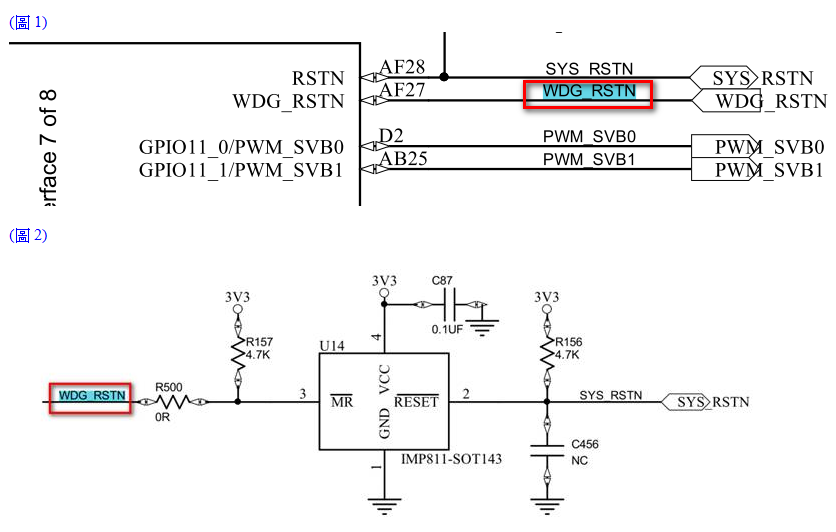 (圖 1)
RSTN AF28 SYS_RSTN SYS_RSTN
WDG_RSTN AF27 WDG_RSTN WDG_RSTN
GPIO11_0/PWM_SVB0 D2 PWM_SVB0 PWM_SVB0
GPIO11_1/PWM_SVB1 AB25 PWM_SVB1 PWM_SVB1
erface 7 of 8
(圖 2)
3V3 3V3 C87 3V3
0.1UF
R157 R156
4.7K 4.7K
U14
4
VCC
WDG_RSTN R500 3 MR RESET 2 SYS_RSTN SYS_RSTN
0R
GND
1
IMP811-SOT143
C456
NC